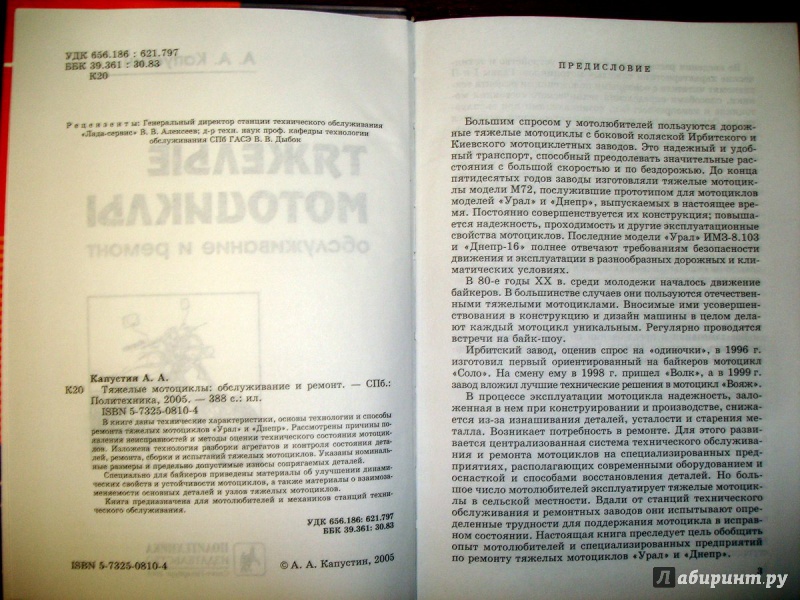 УДК 656.186 : 621.797
ББК 39.361 : 30.83
К20
Рецензенты: Генеральный директор станции технического обслуживания
«Лада-сервис» В. В. Алексеев; д-р техн. наук проф. кафедры технологии
обслуживания СПб ГАСЭ В. В. Дыбок
Капустин А. А.
К20 Тяжелые мотоциклы: обслуживание и ремонт. — СПб.:
Политехника, 2005. — 388 с.: ил.
ISBN 5-7325-0810-4
В книге даны технические характеристики, основы технологии и способы
ремонта тяжелых мотоциклов «Урал» и «Днепр». Рассмотрены причины по-
явления неисправностей и методы оценки технического состояния мотоцик-
лов. Изложена технология разборки агрегатов и контроля состояния дета-
лей, ремонта, сборки и испытаний тяжелых мотоциклов. Указаны номиналь-
ные размеры и предельно допустимые износы сопрягаемых деталей.
Специально для байкеров приведены материалы об улучшении динами-
ческих свойств и устойчивости мотоциклов, а также материалы о взаимоза-
меняемости основных деталей и узлов тяжелых мотоциклов.
Книга предназначена для мотолюбителей и механиков станций техни-
ческого обслуживания.
УДК 656.186: 621.797
ББК 39.361: 30.83
ISBN 5-7325-0810-4
© А. А. Капустин, 2005
ПРЕДИСЛОВИЕ
Большим спросом у мотолюбителей пользуются дорож-
ные тяжелые мотоциклы с боковой коляской Ирбитского и
Киевского мотоциклетных заводов. Это надежный и удоб-
ный транспорт, способный преодолевать значительные рас-
стояния с большой скоростью и по бездорожью. До конца
пятидесятых годов заводы изготовляли тяжелые мотоцик-
лы модели М72, послужившие прототипом для мотоциклов
моделей «Урал» и «Днепр», выпускаемых в настоящее вре-
мя. Постоянно совершенствуется их конструкция; повыша-
ется надежность, проходимость и другие эксплуатационные
свойства мотоциклов. Последние модели «Урал» ИМЗ-8.103
и «Днепр-16» полнее отвечают требованиям безопасности
движения и эксплуатации в разнообразных дорожных и кли-
матических условиях.
В 80-е годы XX в. среди молодежи началось движение
байкеров. В большинстве случаев они пользуются отечествен-
ными тяжелыми мотоциклами. Вносимые ими усовершен-
ствования в конструкцию и дизайн машины в целом дела-
ют каждый мотоцикл уникальным. Регулярно проводятся
встречи на байк-шоу.
Ирбитский завод, оценив спрос на «одиночки», в 1996 г.
изготовил первый ориентированный на байкеров мотоцикл
«Соло». На смену ему в 1998 г. пришел «Волк», а в 1999 г.
завод вложил лучшие технические решения в мотоцикл «Вояж».
В процессе эксплуатации мотоцикла надежность, зало-
женная в нем при конструировании и производстве, снижа-
ется из-за изнашивания деталей, усталости и старения ме-
талла. Возникает потребность в ремонте. Для этого разви-
вается централизованная система технического обслужива-
ния и ремонта мотоциклов на специализированных пред-
приятиях, располагающих современными оборудованием и
оснасткой и способами восстановления деталей. Но боль-
шое число мотолюбителей эксплуатирует тяжелые мотоцик-
лы в сельской местности. Вдали от станций технического
обслуживания и ремонтных заводов они испытывают опре-
деленные трудности для поддержания мотоцикла в исправ-
ном состоянии. Настоящая книга преследует цель обобщить
опыт мотолюбителей и специализированных предприятий
по ремонту тяжелых мотоциклов «Урал» и «Днепр».
3
Лабиринт.ру